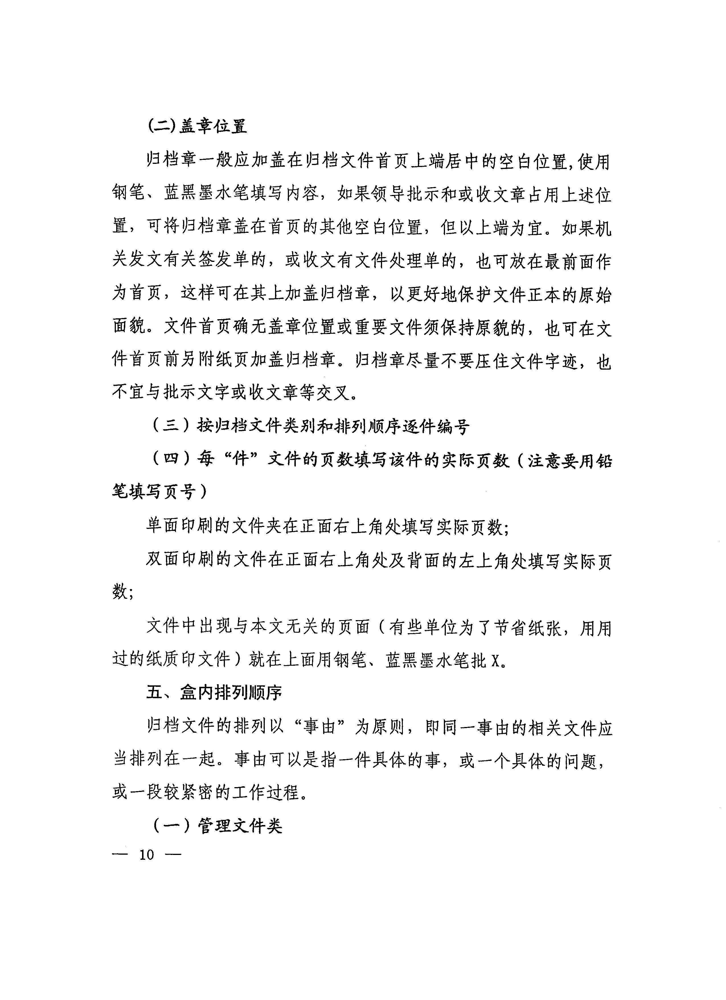 (二)盖章位置
归档章一般应加盖在归档文件首页上端居中的空白位置,使用
钢笔、蓝黑墨水笔填写内容，如果领导批示和或收文章占用上述位
置，可将归档章盖在首页的其他空白位置，但以上端为宜。如果机
关发文有关签发单的，或收文有文件处理单的，也可放在最前面作
为首页，这样可在其上加盖归档章，以更好地保护文件正本的原始
面貌。文件首页确无盖章位置或重要文件须保持原貌的，也可在文
件首页前另附纸页加盖归档章。归档章尽量不要压住文件字迹，也
不宜与批示文字或收文章等交叉。
（三）按归档文件类别和排列顺序逐件编号
（四）每“件”文件的页数填写该件的实际页数（注意要用铅
笔填写页号）
单面印刷的文件夹在正面右上角处填写实际页数;
双面印刷的文件在正面右上角处及背面的左上角处填写实际页
数;
文件中出现与本文无关的页面（有些单位为了节省纸张，用用
过的纸质印文件）就在上面用钢笔、蓝黑墨水笔批 X。
五、盒内排列顺序
归档文件的排列以“事由”为原则，即同一事由的相关文件应
当排列在一起。事由可以是指一件具体的事，或一个具体的问题，
或一段较紧密的工作过程。
（一）管理文件类
— 10 —